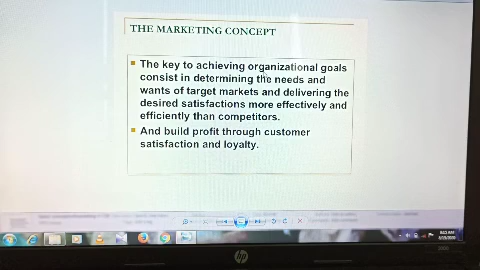 THE MARKETING CONCEPT
The key to achieving organizational goals
consist in determining the needs and
wants of target markets and delivering the
desired satisfactions more effectively and
efficiently than competitors.
And build profit through customer
satisfaction and loyalty.
hp